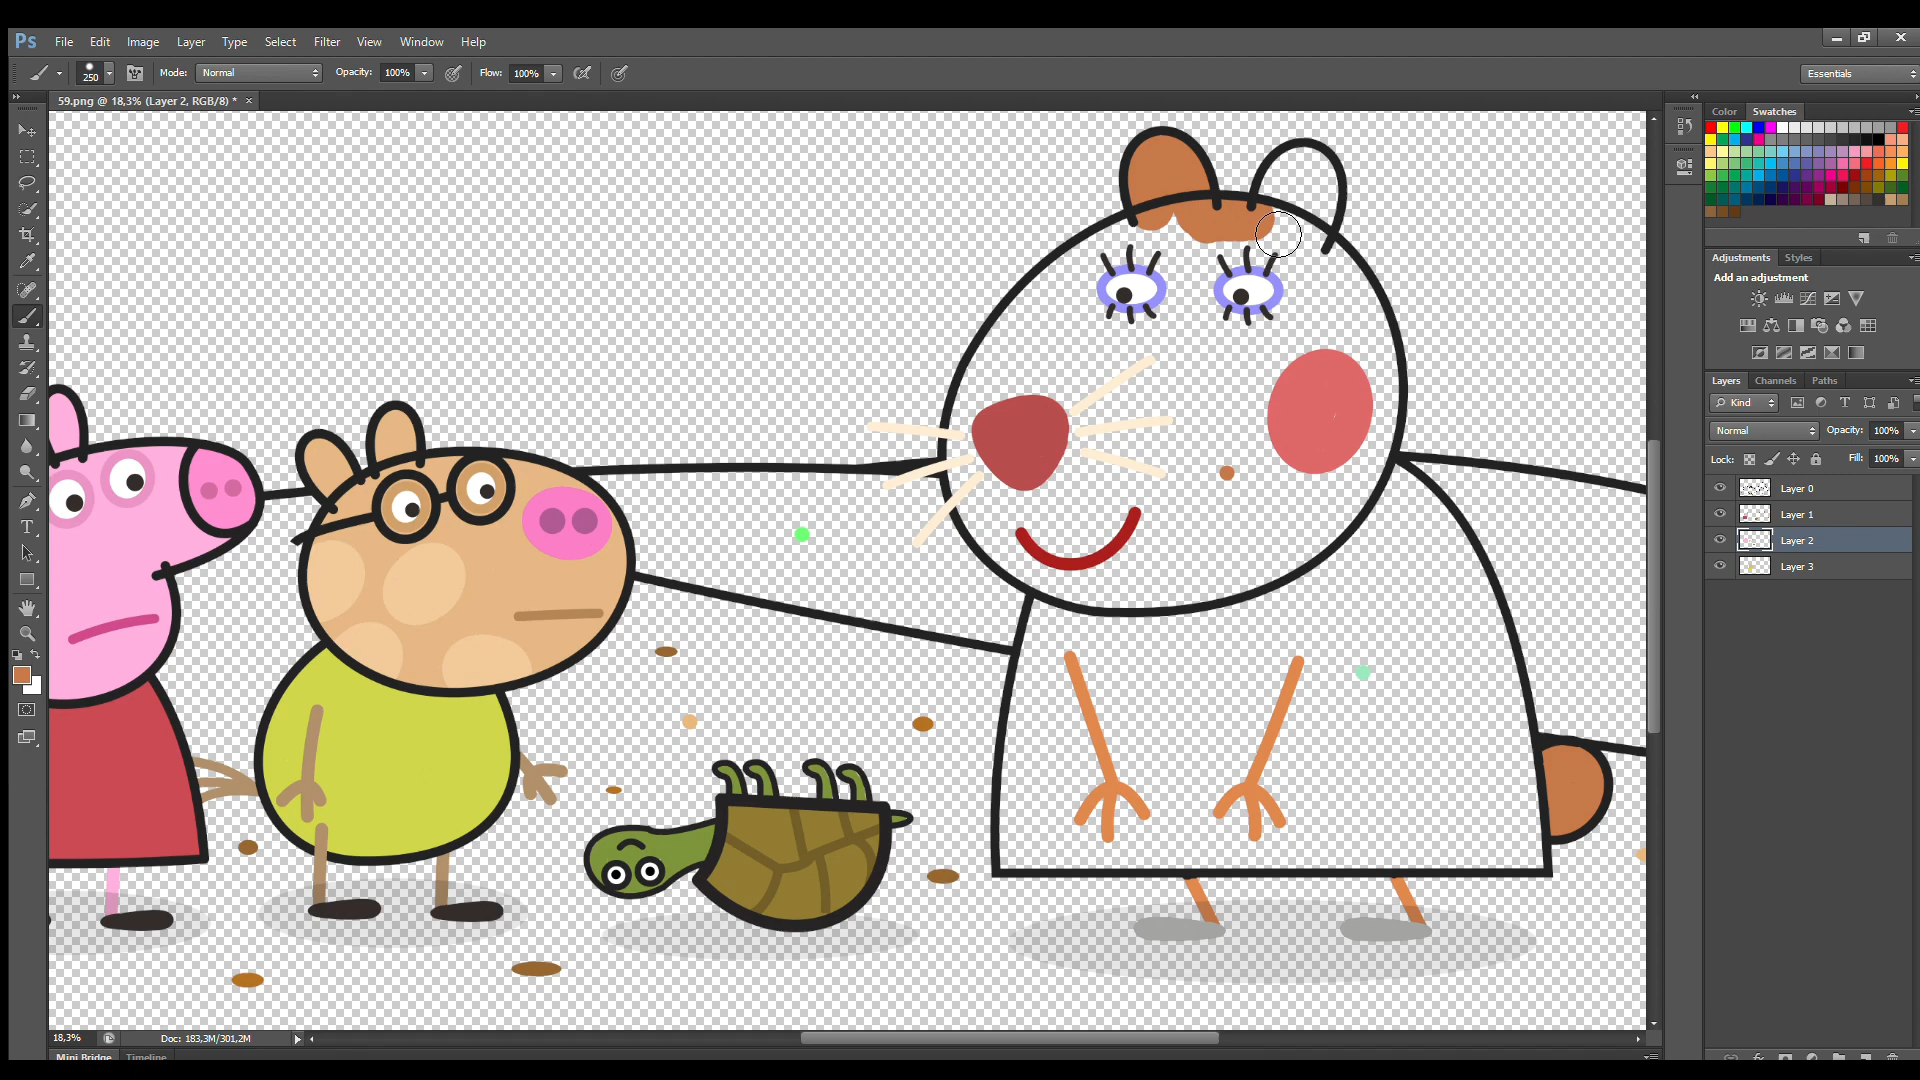 Ps File Edit Image Layer Type Select Filter View Window Help
250 Mode: Normal Opacity: 100% Flow: 100% Essentials
59.png @ 18,3% (Layer 2, RGB/8) * ×
Color Swatches
Adjustments Styles
Add an adjustment
Layers Channels Paths
Kind
Normal Opacity: 100%
Lock: Fill: 100%
Layer 0
Layer 1
Layer 2
Layer 3
18,3% Doc: 183,3M/301,2M
Mini Bridge Timeline